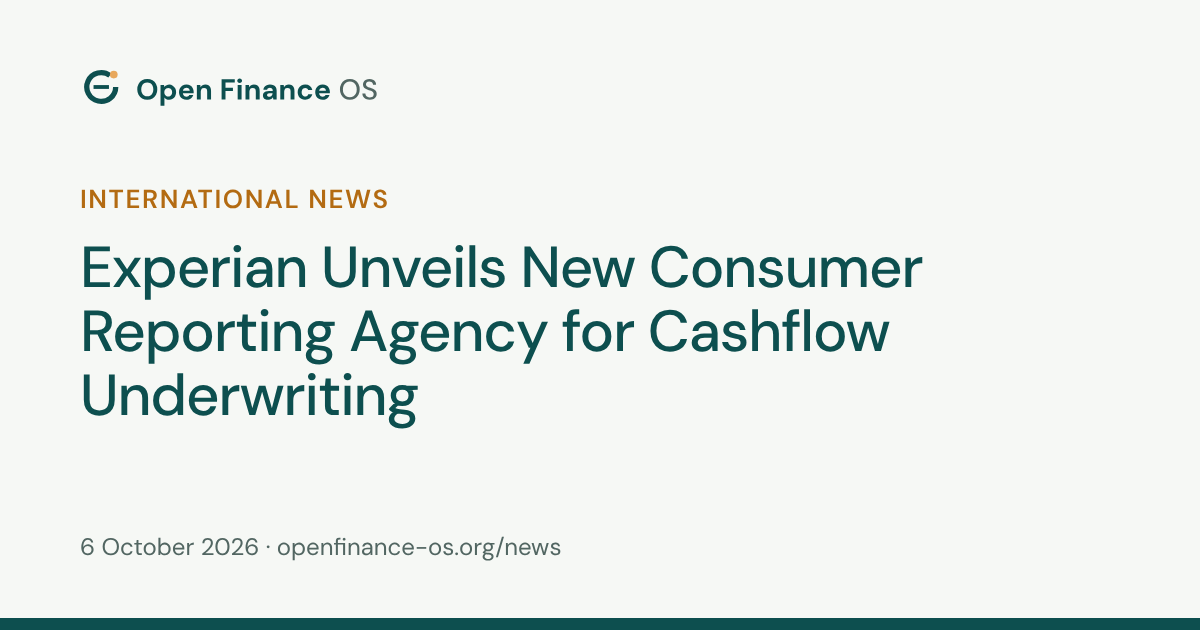 Open Finance OS
INTERNATIONAL NEWS
Experian Unveils New Consumer
Reporting Agency for Cashflow
Underwriting
6 October 2026 · openfinance-os.org/news